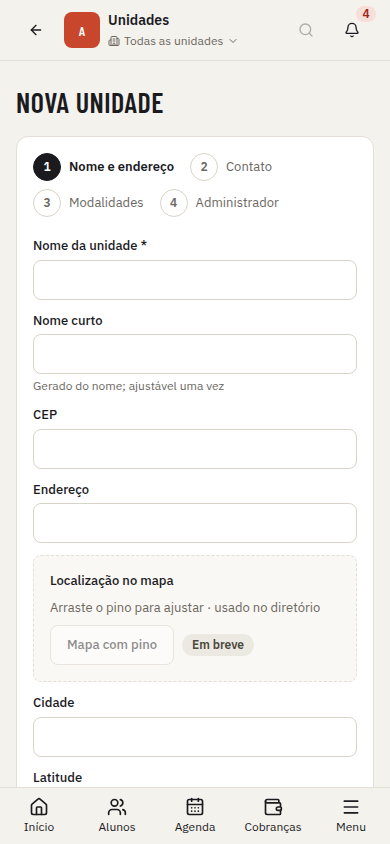 A
Unidades
Todas as unidades
4
NOVA UNIDADE
1 Nome e endereço 2 Contato
3 Modalidades 4 Administrador
Nome da unidade *
Nome curto
Gerado do nome; ajustável uma vez
CEP
Endereço
Localização no mapa
Arraste o pino para ajustar · usado no diretório
Mapa com pino Em breve
Cidade
Latitude
Início Alunos Agenda Cobranças Menu